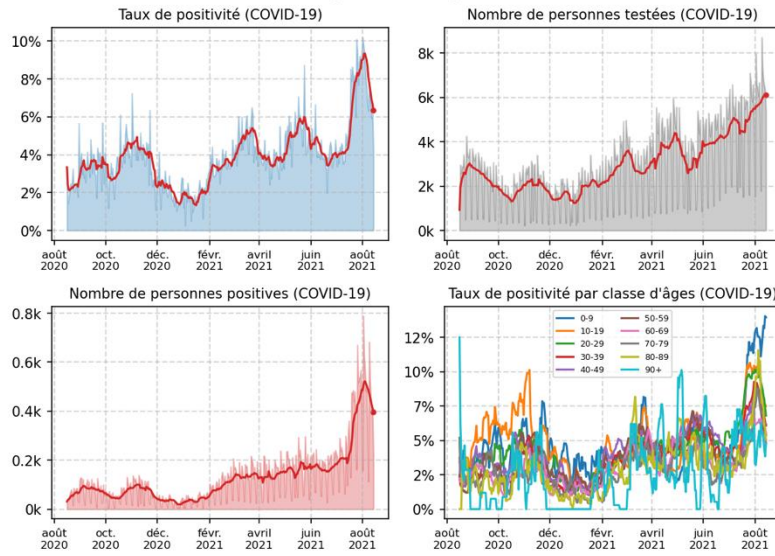 Taux de positivité (COVID-19)
10%
8%
6%
4%
2%
0%
août 2020
oct. 2020
déc. 2020
févr. 2021
avril 2021
juin 2021
août 2021
Nombre de personnes testées (COVID-19)
8k
6k
4k
2k
0k
août 2020
oct. 2020
déc. 2020
févr. 2021
avril 2021
juin 2021
août 2021
Nombre de personnes positives (COVID-19)
0.8k
0.6k
0.4k
0.2k
0k
août 2020
oct. 2020
déc. 2020
févr. 2021
avril 2021
juin 2021
août 2021
Taux de positivité par classe d'âges (COVID-19)
0-9
10-19
20-29
30-39
40-49
50-59
60-69
70-79
80-89
90+
12%
10%
8%
5%
2%
0%
août 2020
oct. 2020
déc. 2020
févr. 2021
avril 2021
juin 2021
août 2021